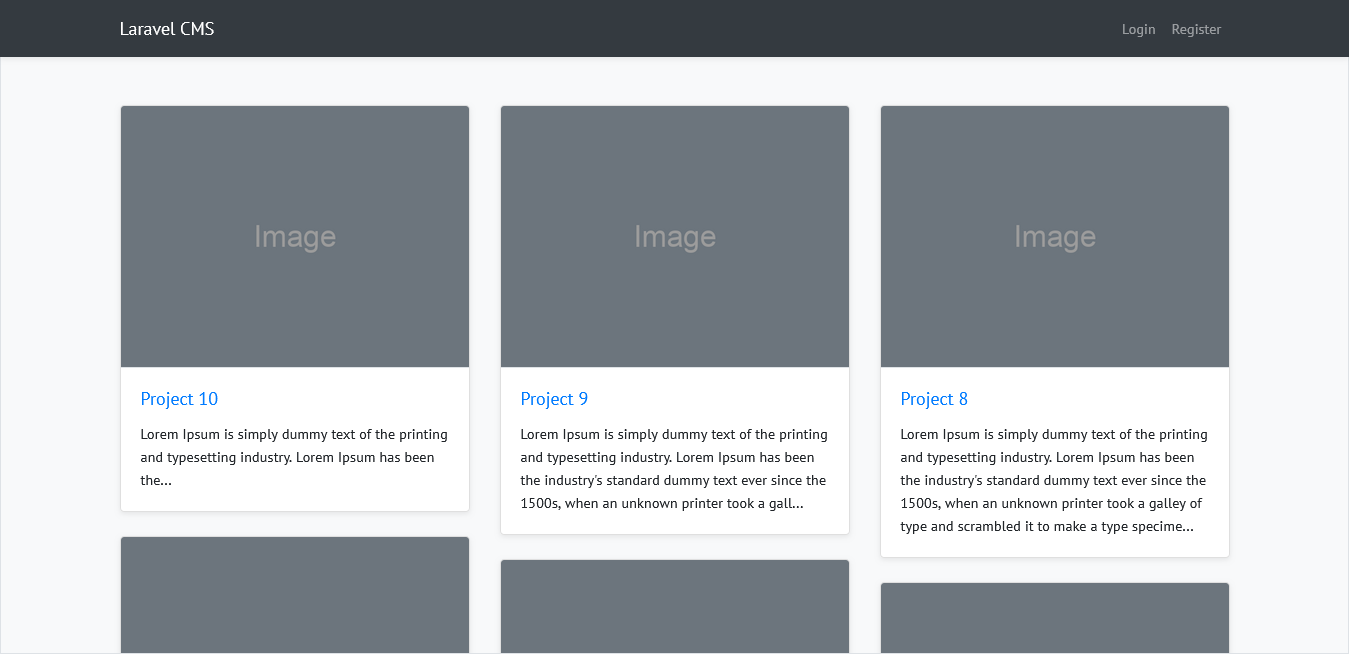 Laravel CMS
Login Register
Image
Image
Image
Project 10
Lorem Ipsum is simply dummy text of the printing
and typesetting industry. Lorem Ipsum has been
the...
Project 9
Lorem Ipsum is simply dummy text of the printing
and typesetting industry. Lorem Ipsum has been
the industry's standard dummy text ever since the
1500s, when an unknown printer took a gall...
Project 8
Lorem Ipsum is simply dummy text of the printing
and typesetting industry. Lorem Ipsum has been
the industry's standard dummy text ever since the
1500s, when an unknown printer took a galley of
type and scrambled it to make a type specime...